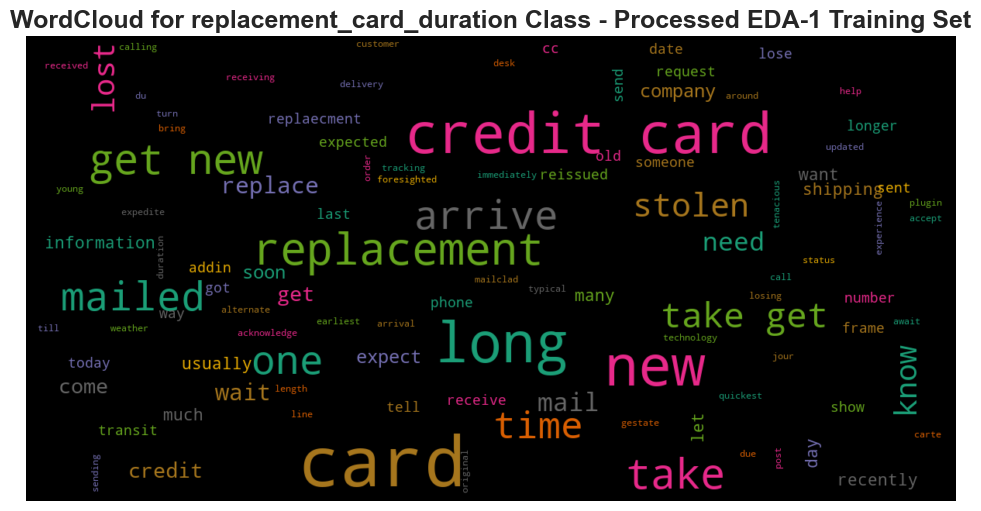 WordCloud for replacement_card_duration Class - Processed EDA-1 Training Set
calling
customer
cc
date
lose
received
lost
receiving
desk
send
request
du
delivery
company
around
help
turn
bring
replaecment
expected
credit card
longer
get new
order
tracking
old
someone
updated
young
replace
foresighted
immediately
reissued
want
shipping
sent
expedite
last
arrive
stolen
tenacious
plugin
accept
information
duration
replacement
need
experience
addin
soon
mailclad
status
call
mailed
got
get
typical
many
losing
number
way
alternate
phone
take get
till
weather
acknowledge
earliest
arrival
technology
frame
await
today
usually
one
expect
long
new
jour
know
come
wait
length
receive
mail
quickest
much
line
tell
time
gestate
let
show
transit
card
due
post
day
carte
sending
credit
original
take
recently